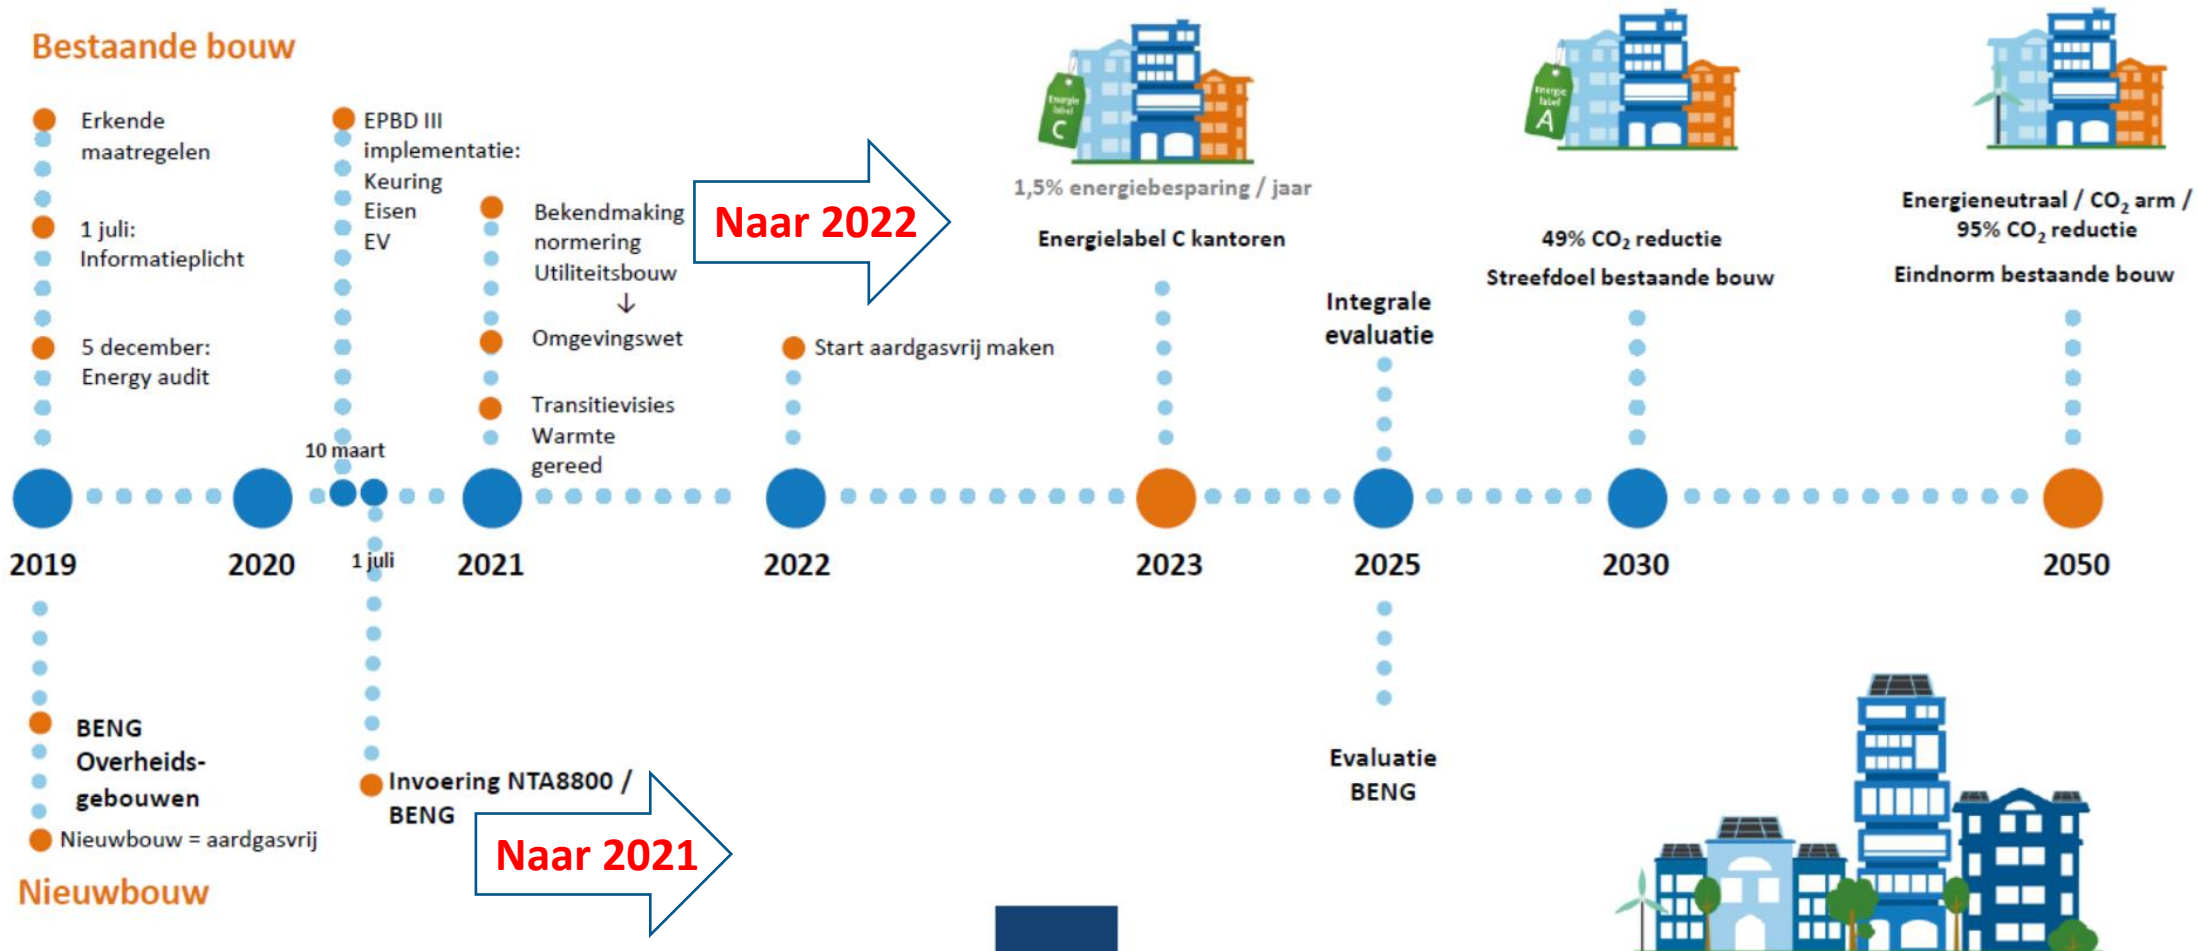 Bestaande bouw
Erkende
maatregelen
1 juli:
Informatieplicht
5 december:
Energy audit
EPBD III
implementatie:
Keuring
Eisen
EV
10 maart
Bekendmaking
normering
Utiliteitsbouw
↓
Omgevingswet
Transitievisies
Warmte
gereed
Naar 2022
Start aardgasvrij maken
Energie
label
C
1,5% energiebesparing / jaar
Energielabel C kantoren
Integrale
evaluatie
Energie
label
A
49% CO₂ reductie
Streefdoel bestaande bouw
Energieneutraal / CO₂ arm /
95% CO₂ reductie
Eindnorm bestaande bouw
2019
2020
1 juli
2021
2022
2023
2025
2030
2050
BENG
Overheids-
gebouwen
Nieuwbouw = aardgasvrij
Invoering NTA8800 /
BENG
Naar 2021
Evaluatie
BENG
Nieuwbouw